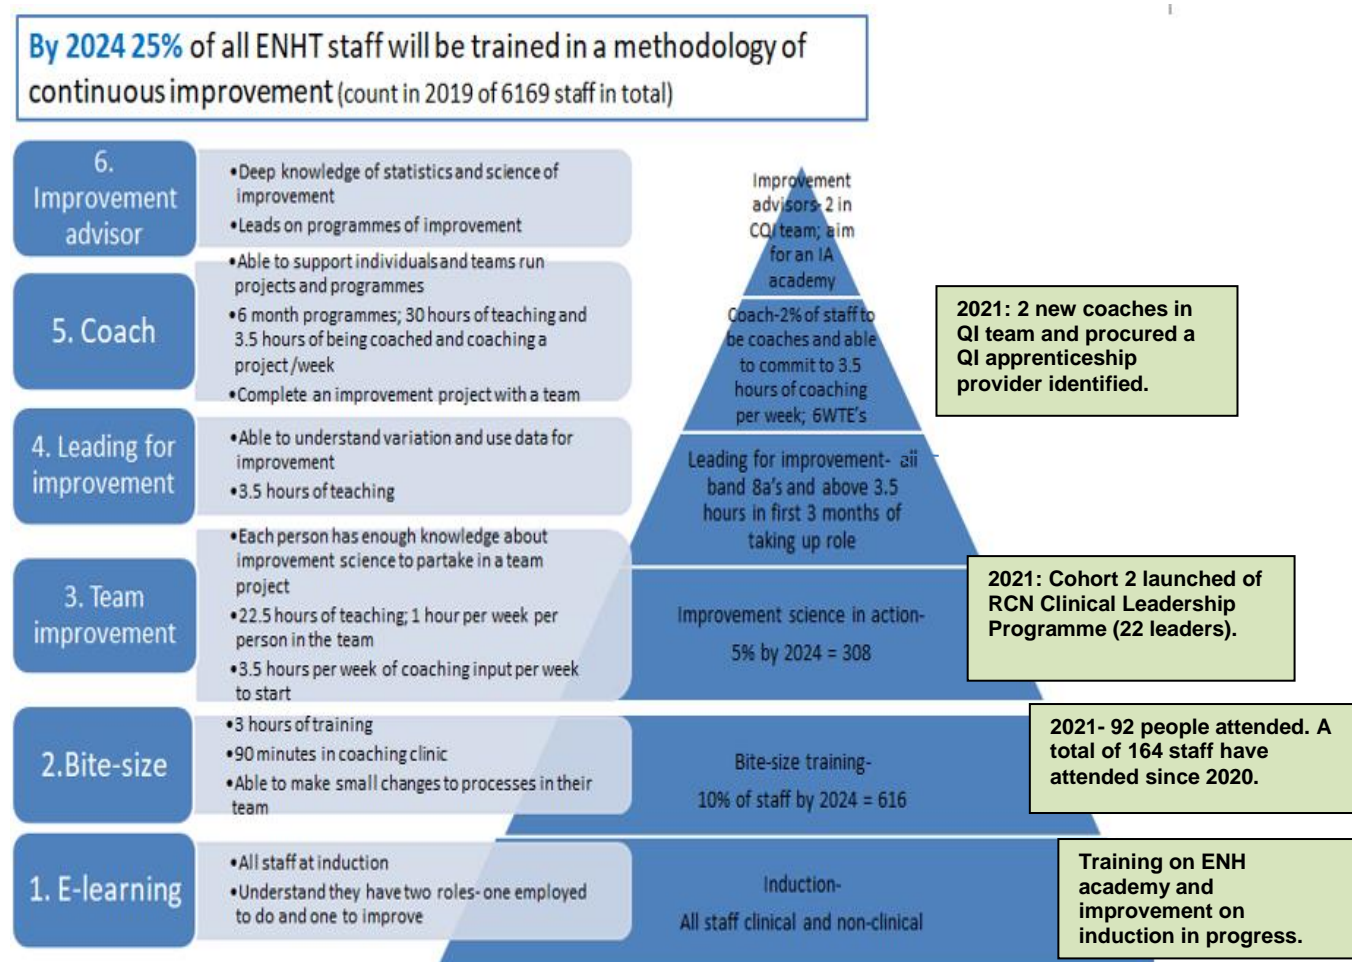 By 2024 25% of all ENHT staff will be trained in a methodology of
continuous improvement (count in 2019 of 6169 staff in total)
6.
Improvement
advisor
•Deep knowledge of statistics and science of
improvement
•Leads on programmes of improvement
Improvement
advisors- 2 in
CQI team; aim
for an IA
academy
5. Coach
•Able to support individuals and teams run
projects and programmes
•6 month programmes; 30 hours of teaching and
3.5 hours of being coached and coaching a
project/week
•Complete an improvement project with a team
Coach-2% of staff to
be coaches and able
to commit to 3.5
hours of coaching
per week; 6WTE's
2021: 2 new coaches in
QI team and procured a
QI apprenticeship
provider identified.
4. Leading for
improvement
•Able to understand variation and use data for
improvement
•3.5 hours of teaching
Leading for improvement- all
band 8a's and above 3.5
hours in first 3 months of
taking up role
3. Team
improvement
•Each person has enough knowledge about
improvement science to partake in a team
project
•22.5 hours of teaching; 1 hour per week per
person in the team
•3.5 hours per week of coaching input per week
to start
Improvement science in action-
5% by 2024 = 308
2021: Cohort 2 launched of
RCN Clinical Leadership
Programme (22 leaders).
2.Bite-size
•3 hours of training
•90 minutes in coaching clinic
•Able to make small changes to processes in their
team
Bite-size training-
10% of staff by 2024 = 616
2021- 92 people attended. A
total of 164 staff have
attended since 2020.
1. E-learning
•All staff at induction
•Understand they have two roles- one employed
to do and one to improve
Induction-
All staff clinical and non-clinical
Training on ENH
academy and
improvement on
induction in progress.